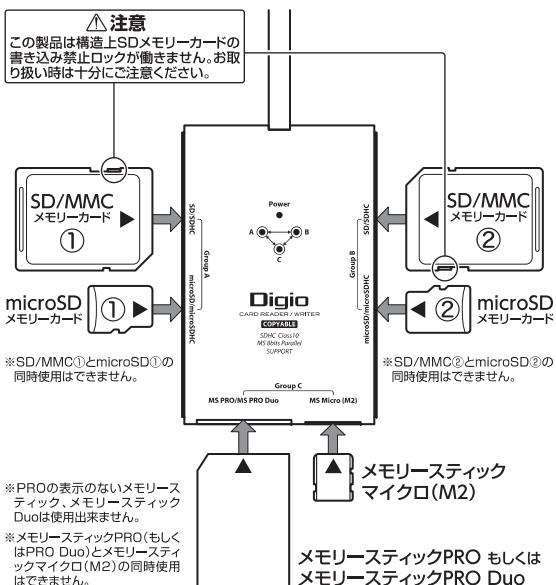 ⚠注意
この製品は構造上SDメモリーカードの
書き込み禁止ロックが働きません。お取
り扱い時は十分にご注意ください。
SD/MMC
メモリーカード
①
SD/SDHC
Group A
microSD/microSDHC
Power
A
B
C
SD/SDHC
Group B
microSD/microSDHC
SD/MMC
メモリーカード
②
microSD
メモリーカード
①
②
microSD
メモリーカード
Digio
CARD READER / WRITER
COPYABLE
SDHC Class10
MS 8bits Parallel
SUPPORT
※SD/MMC①とmicroSD①の
同時使用はできません。
※SD/MMC②とmicroSD②の
同時使用はできません。
Group C
MS PRO/MS PRO Duo
MS Micro (M2)
メモリースティック
マイクロ(M2)
※PROの表示のないメモリース
ティック、メモリースティック
Duoは使用出来ません。
※メモリースティックPRO(もしく
はPRO Duo)とメモリースティ
ックマイクロ(M2)の同時使用
はできません。
メモリースティックPRO もしくは
メモリースティックPRO Duo